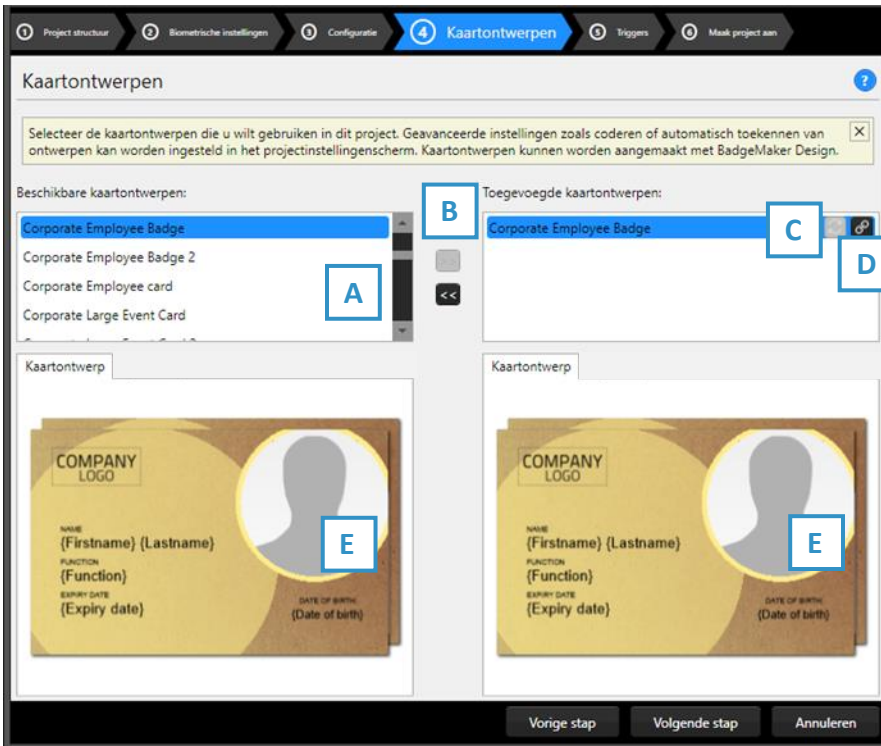 1 Project structuur 2 Biometrische instellingen 3 Configuratie 4 Kaartontwerpen 5 Triggers 6 Maak project aan
Kaartontwerpen ?
Selecteer de kaartontwerpen die u wilt gebruiken in dit project. Geavanceerde instellingen zoals coderen of automatisch toekennen van
ontwerpen kan worden ingesteld in het projectinstellingenscherm. Kaartontwerpen kunnen worden aangemaakt met BadgeMaker Design.
Beschikbare kaartontwerpen:
Corporate Employee Badge
Corporate Employee Badge 2
Corporate Employee card
Corporate Large Event Card
A
B
>>
<<
Toegevoegde kaartontwerpen:
Corporate Employee Badge
C
D
Kaartontwerp
COMPANY
LOGO
NAME
{Firstname} {Lastname}
FUNCTION
{Function}
EXPIRY DATE
{Expiry date}
DATE OF BIRTH
{Date of birth}
E
Kaartontwerp
COMPANY
LOGO
NAME
{Firstname} {Lastname}
FUNCTION
{Function}
EXPIRY DATE
{Expiry date}
DATE OF BIRTH
{Date of birth}
E
Vorige stap Volgende stap Annuleren